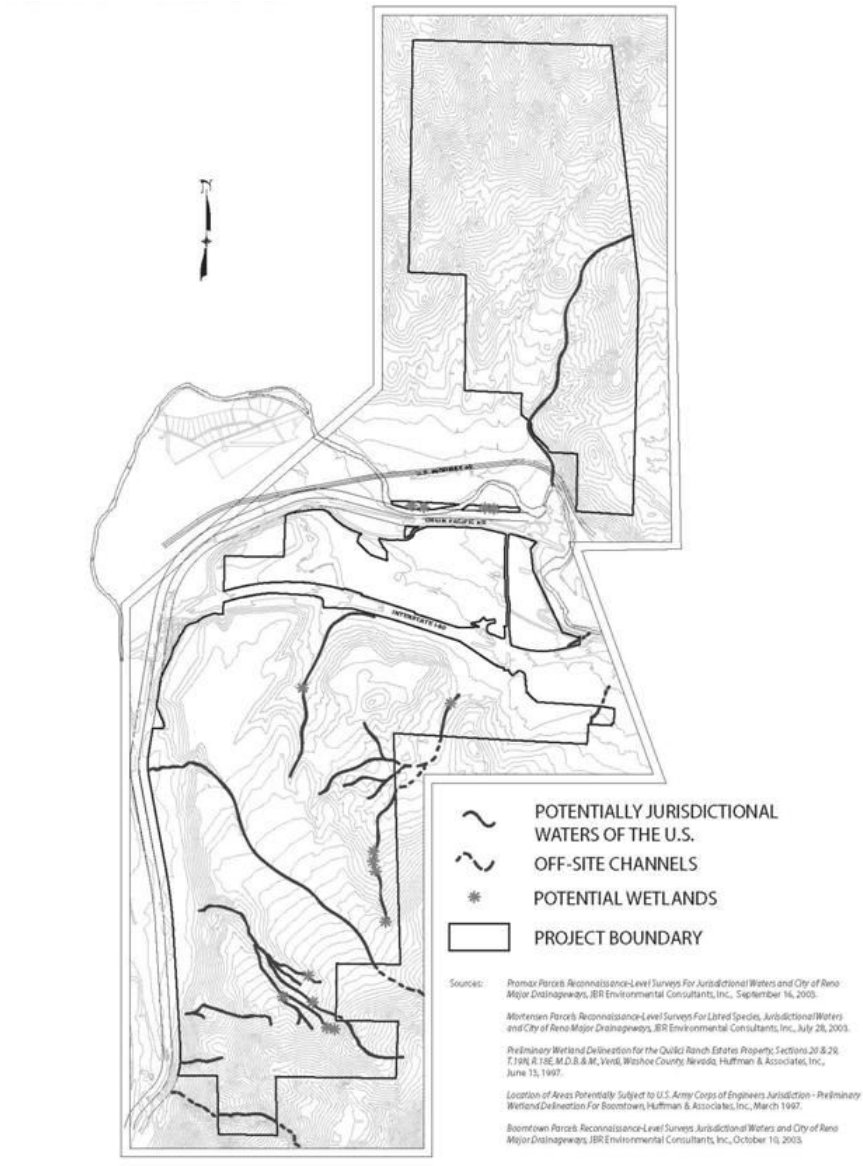 N
U.S. HIGHWAY 40
UNION PACIFIC RR
INTERSTATE I-80
POTENTIALLY JURISDICTIONAL
WATERS OF THE U.S.
OFF-SITE CHANNELS
POTENTIAL WETLANDS
PROJECT BOUNDARY
Sources:
Promax Parcels Reconnaissance-Level Surveys For Jurisdictional Waters and City of Reno
Major Drainageways, JBR Environmental Consultants, Inc., September 16, 2003.
Mortensen Parcels Reconnaissance-Level Surveys For Listed Species, Jurisdictional Waters
and City of Reno Major Drainageways, JBR Environmental Consultants, Inc., July 28, 2003.
Preliminary Wetland Delineation for the Quilici Ranch Estates Property, Sections 20 & 29,
T.19N, R.18E, M.D.B. & M., Verdi, Washoe County, Nevada, Huffman & Associates, Inc.,
June 13, 1997.
Location of Areas Potentially Subject to U.S. Army Corps of Engineers Jurisdiction - Preliminary
Wetland Delineation For Boomtown, Huffman & Associates, Inc., March 1997.
Boomtown Parcels Reconnaissance-Level Surveys Jurisdictional Waters and City of Reno
Major Drainageways, JBR Environmental Consultants, Inc., October 10, 2003.